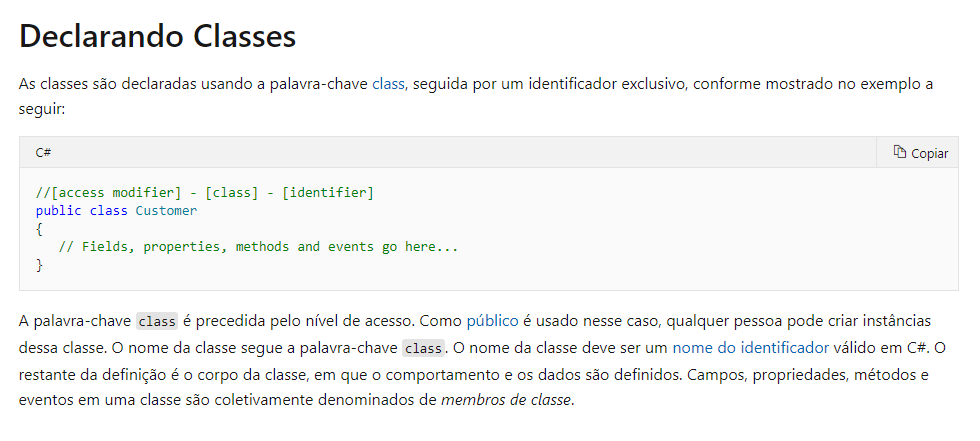 Declarando Classes
As classes são declaradas usando a palavra-chave class, seguida por um identificador exclusivo, conforme mostrado no exemplo a
seguir:
C#
Copiar
//[access modifier] - [class] - [identifier]
public class Customer
{
   // Fields, properties, methods and events go here...
}
A palavra-chave class é precedida pelo nível de acesso. Como público é usado nesse caso, qualquer pessoa pode criar instâncias
dessa classe. O nome da classe segue a palavra-chave class. O nome da classe deve ser um nome do identificador válido em C#. O
restante da definição é o corpo da classe, em que o comportamento e os dados são definidos. Campos, propriedades, métodos e
eventos em uma classe são coletivamente denominados de membros de classe.